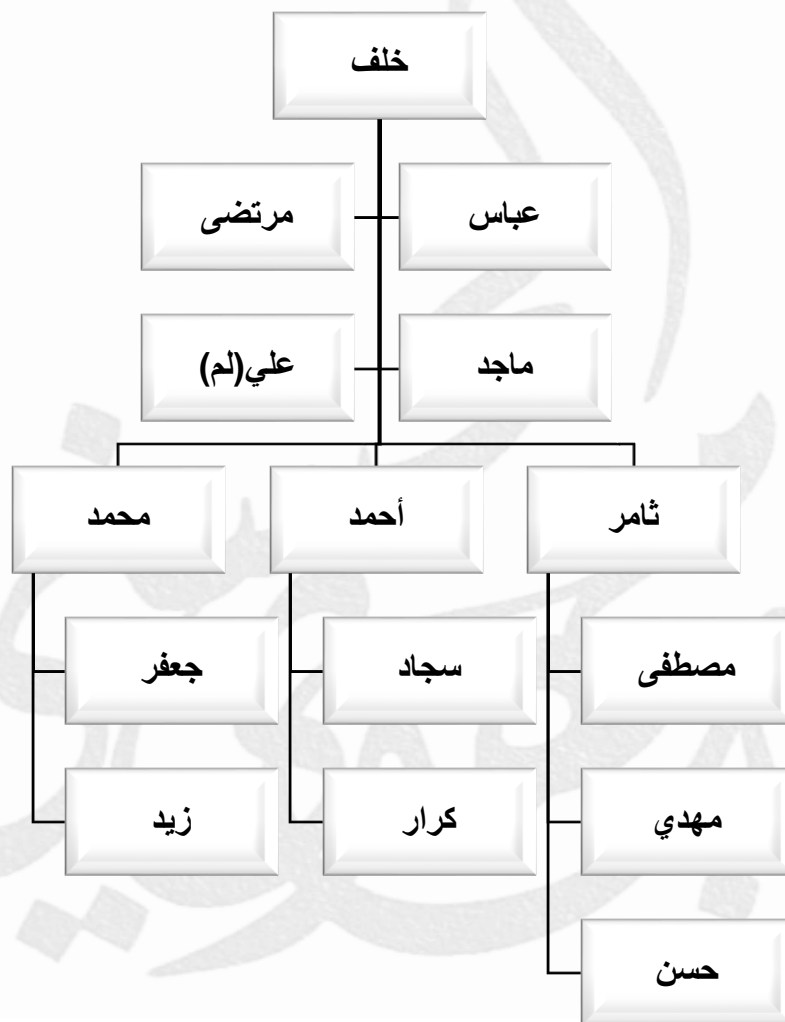 خلف
عباس
مرتضى
ماجد
علي(لم)
ثامر
أحمد
محمد
مصطفى
سجاد
جعفر
مهدي
كرار
زيد
حسن